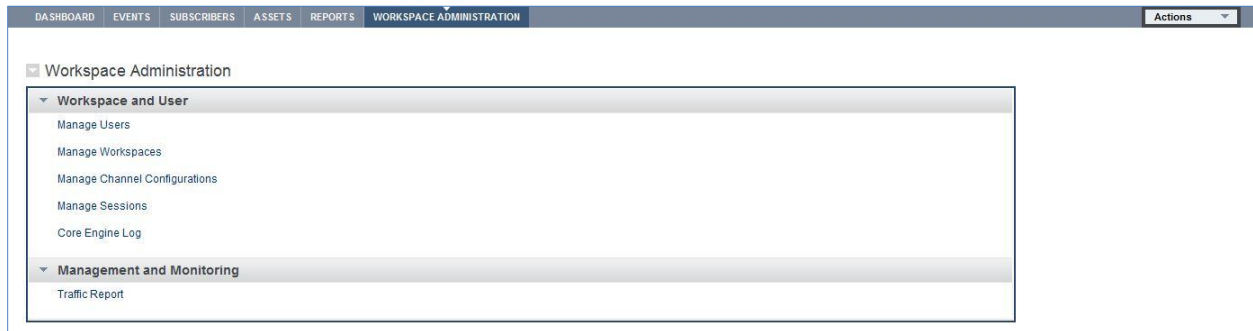 DASHBOARD EVENTS SUBSCRIBERS ASSETS REPORTS WORKSPACE ADMINISTRATION Actions
Workspace Administration
Workspace and User
Manage Users
Manage Workspaces
Manage Channel Configurations
Manage Sessions
Core Engine Log
Management and Monitoring
Traffic Report